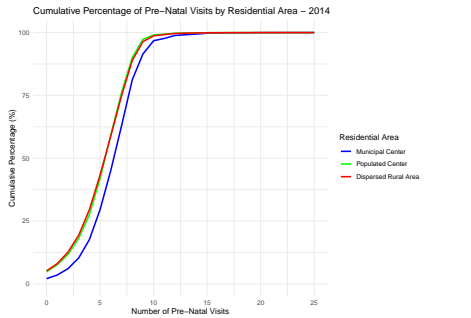 Cumulative Percentage of Pre−Natal Visits by Residential Area − 2014
Cumulative Percentage (%)
100
75
50
25
0
0 5 10 15 20 25
Number of Pre−Natal Visits
Residential Area
Municipal Center
Populated Center
Dispersed Rural Area